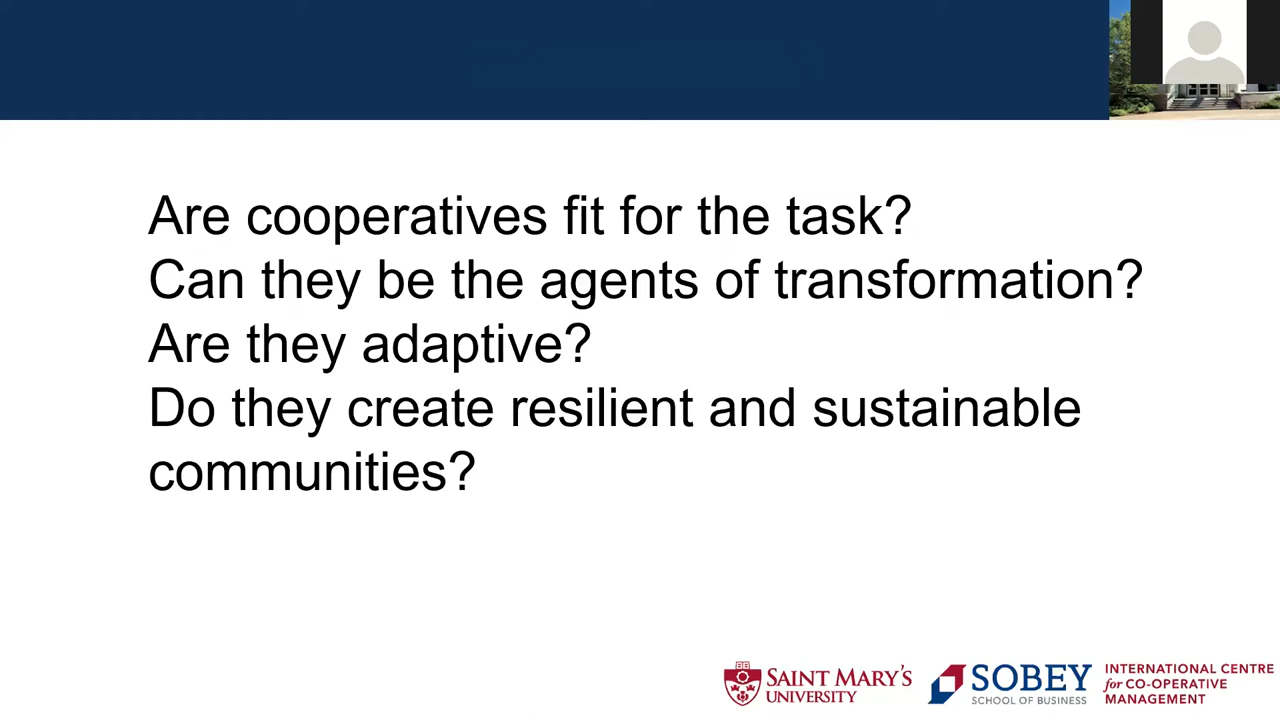 Are cooperatives fit for the task?
Can they be the agents of transformation?
Are they adaptive?
Do they create resilient and sustainable
communities?
SAINT MARY'S
UNIVERSITY
SOBEY
SCHOOL OF BUSINESS
INTERNATIONAL CENTRE
for CO-OPERATIVE
MANAGEMENT